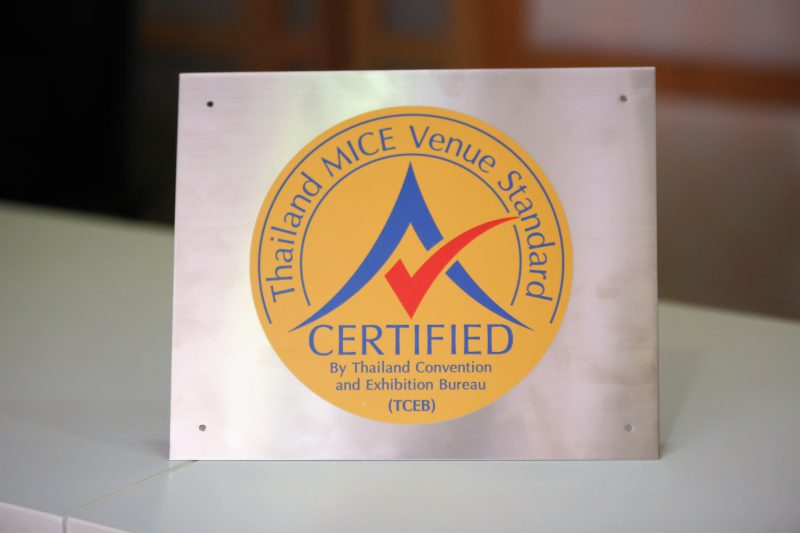 Thailand MICE Venue Standard
CERTIFIED
By Thailand Convention
and Exhibition Bureau
(TCEB)